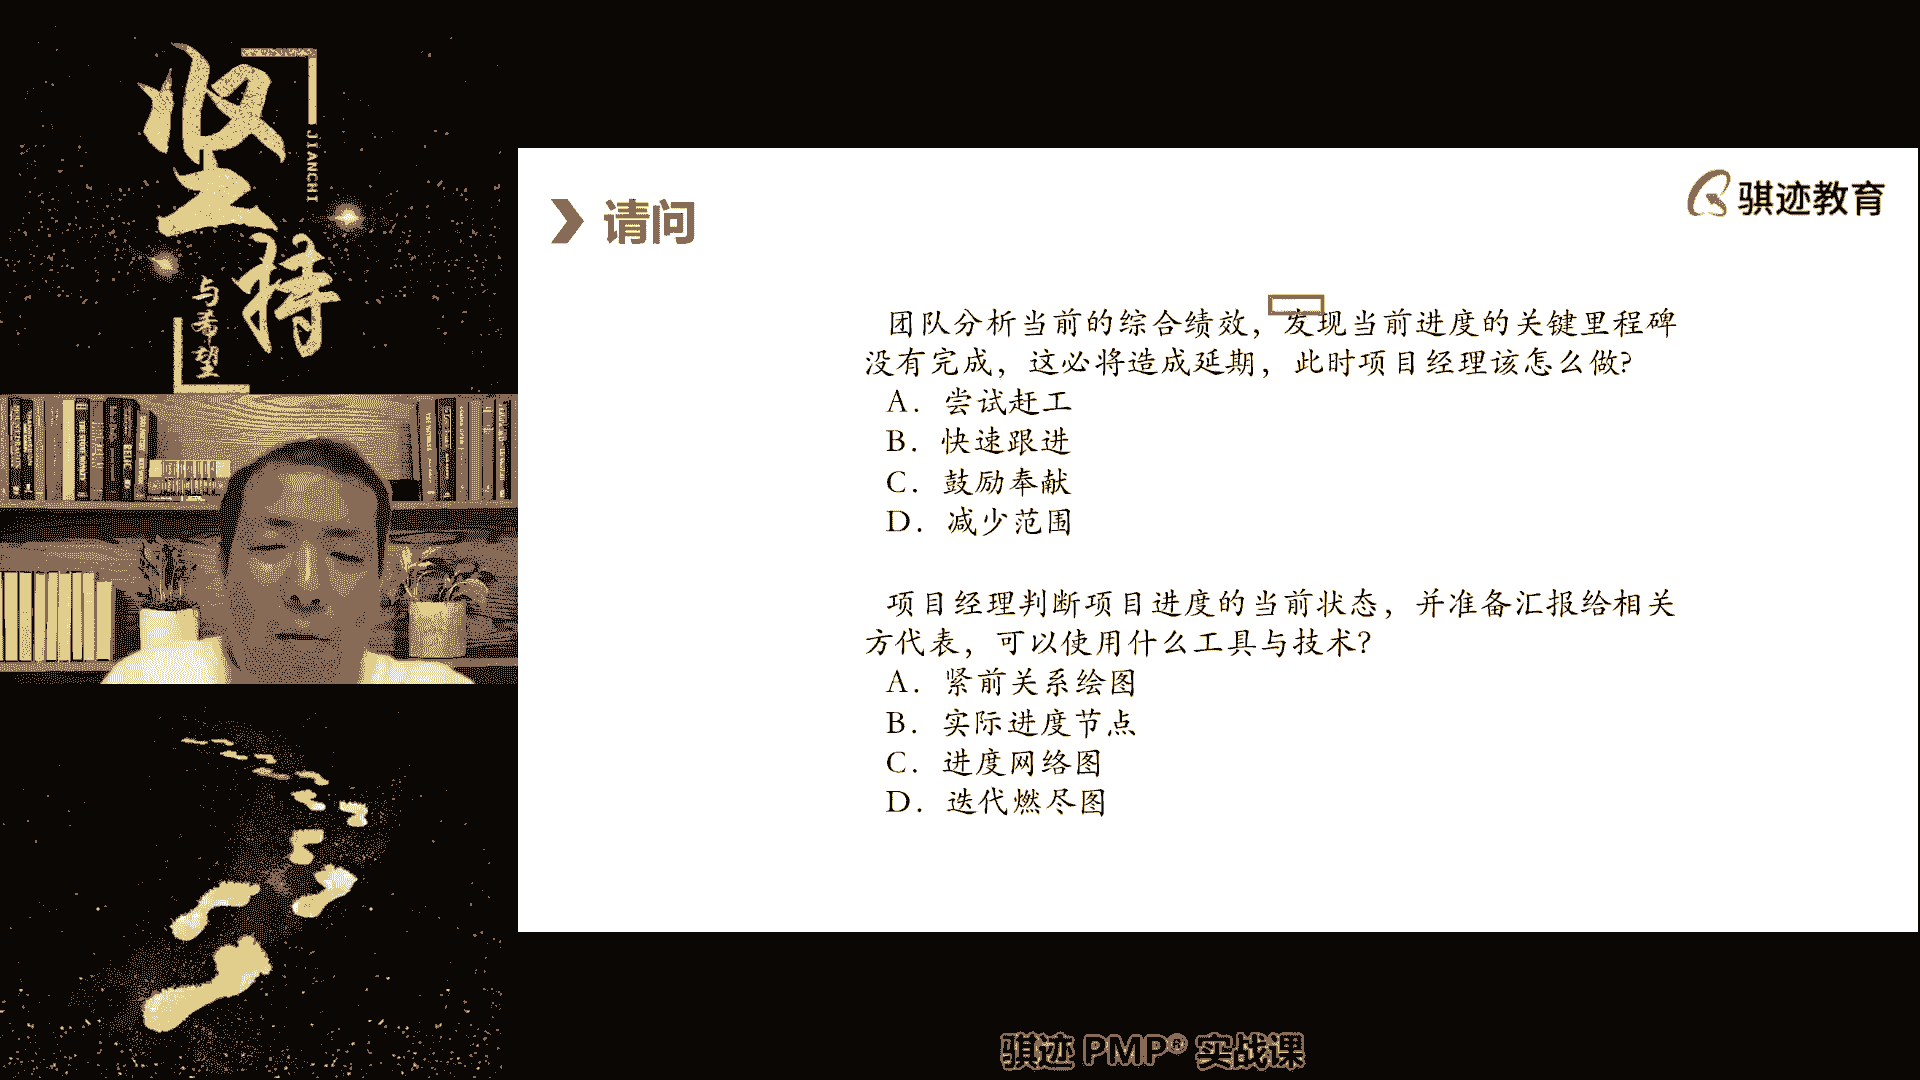 坚持
JIANCHI
与希望
请问
骐迹教育
团队分析当前的综合绩效，发现当前进度的关键里程碑
没有完成，这必将造成延期，此时项目经理该怎么做?
A. 尝试赶工
B. 快速跟进
C. 鼓励奉献
D. 减少范围
项目经理判断项目进度的当前状态，并准备汇报给相关
方代表，可以使用什么工具与技术?
A. 紧前关系绘图
B. 实际进度节点
C. 进度网络图
D. 迭代燃尽图
骐迹 PMP® 实战课